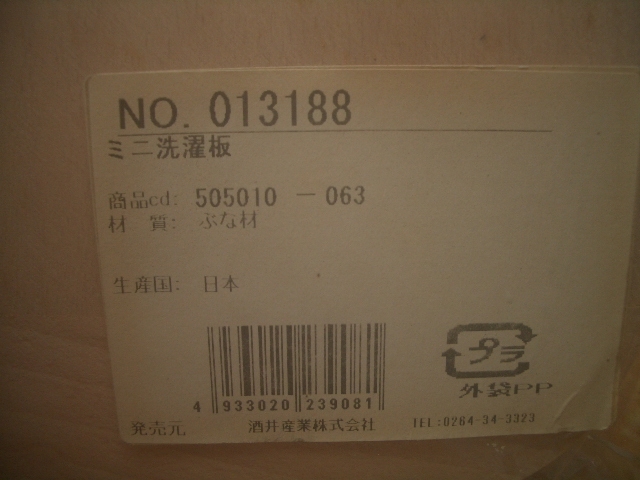 NO. 013188
ミニ洗濯板
商品cd: 505010 － 063
材 質: ぶな材
生産国: 日本
プラ
外袋PP
4 933020 239081
発売元 酒井産業株式会社 TEL:0264-34-3323